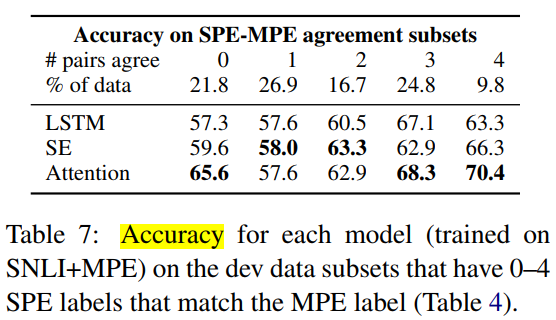 Accuracy on SPE-MPE agreement subsets
# pairs agree 0 1 2 3 4
% of data 21.8 26.9 16.7 24.8 9.8
LSTM 57.3 57.6 60.5 67.1 63.3
SE 59.6 58.0 63.3 62.9 66.3
Attention 65.6 57.6 62.9 68.3 70.4
Table 7: Accuracy for each model (trained on
SNLI+MPE) on the dev data subsets that have 0–4
SPE labels that match the MPE label (Table 4).